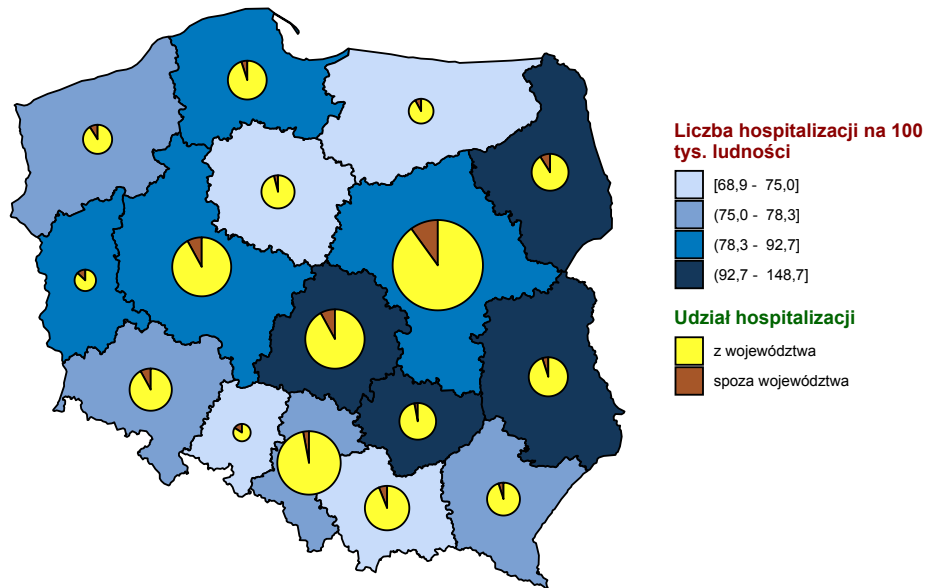 Liczba hospitalizacji na 100
tys. ludności
[68,9 - 75,0]
(75,0 - 78,3]
(78,3 - 92,7]
(92,7 - 148,7]
Udział hospitalizacji
z województwa
spoza województwa